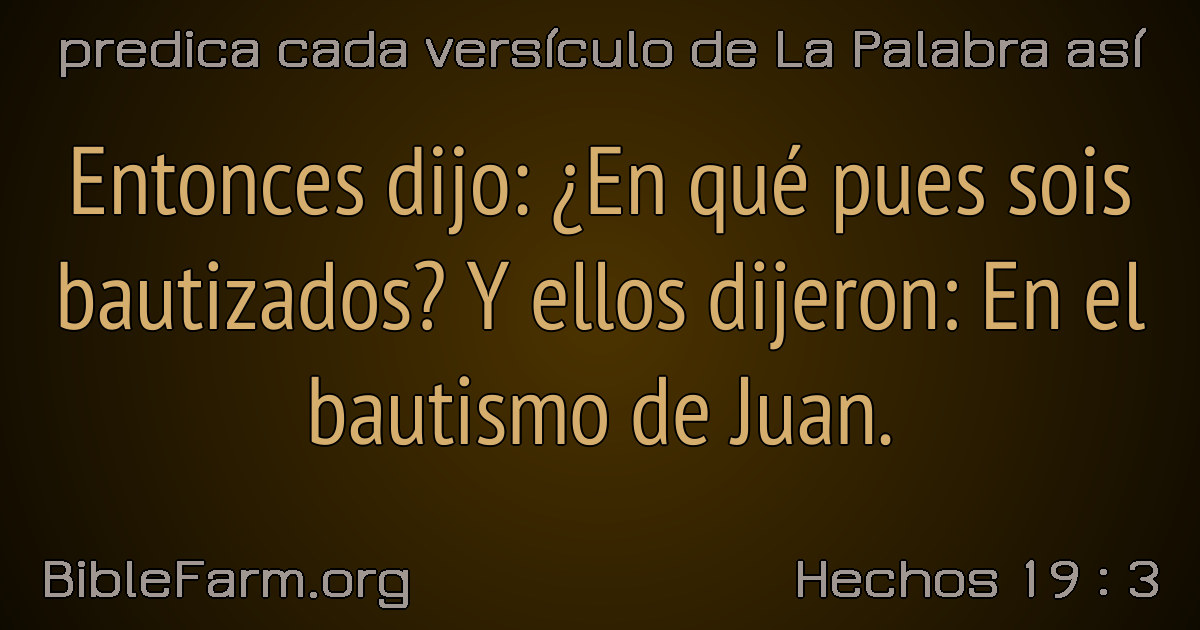 predica cada versículo de La Palabra así
Entonces dijo: ¿En qué pues sois
bautizados? Y ellos dijeron: En el
bautismo de Juan.
BibleFarm.org
Hechos 19 : 3